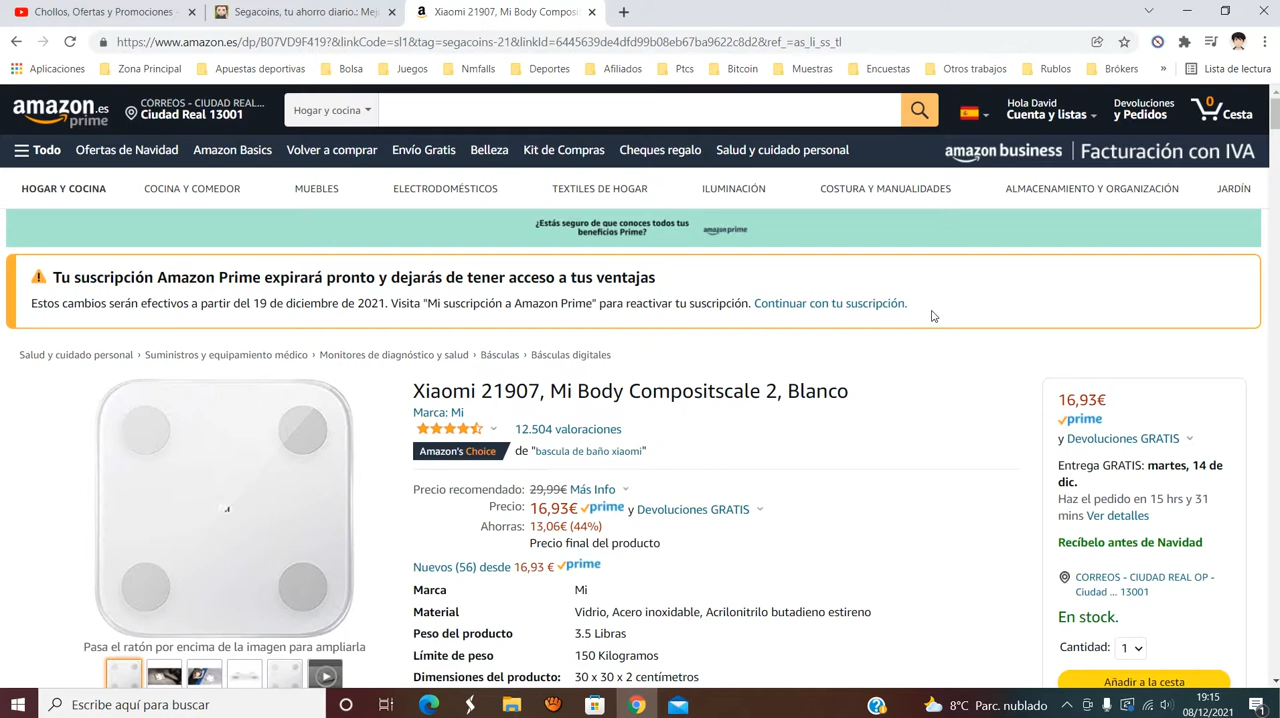 Chollos, Ofertas y Promociones -
Segacoins, tu ahorro diario.: Mej
Xiaomi 21907, Mi Body Composit
https://www.amazon.es/dp/B07VD9F419?&linkCode=sl1&tag=segacoins-21&linkId=6445639de4dfd99b08eb67ba9622c8d2&ref_=as_li_ss_tl
Aplicaciones Zona Principal Apuestas deportivas Bolsa Juegos Nmfalls Deportes Afiliados Ptcs Bitcoin Muestras Encuestas Otros trabajos Rublos Brókers » Lista de lectura
amazon.es
prime
CORREOS - CIUDAD REAL...
Ciudad Real 13001
Hogar y cocina
Hola David
Cuenta y listas
Devoluciones
y Pedidos
0
Cesta
Todo Ofertas de Navidad Amazon Basics Volver a comprar Envío Gratis Belleza Kit de Compras Cheques regalo Salud y cuidado personal amazon business Facturación con IVA
HOGAR Y COCINA COCINA Y COMEDOR MUEBLES ELECTRODOMÉSTICOS TEXTILES DE HOGAR ILUMINACIÓN COSTURA Y MANUALIDADES ALMACENAMIENTO Y ORGANIZACIÓN JARDÍN
¿Estás seguro de que conoces todos tus
beneficios Prime?
amazonprime
Tu suscripción Amazon Prime expirará pronto y dejarás de tener acceso a tus ventajas
Estos cambios serán efectivos a partir del 19 de diciembre de 2021. Visita "Mi suscripción a Amazon Prime" para reactivar tu suscripción. Continuar con tu suscripción.
Salud y cuidado personal › Suministros y equipamiento médico › Monitores de diagnóstico y salud › Básculas › Básculas digitales
Xiaomi 21907, Mi Body Compositscale 2, Blanco
Marca: Mi
12.504 valoraciones
Amazon's Choice de "bascula de baño xiaomi"
Precio recomendado: 29,99€ Más Info
Precio: 16,93€ prime y Devoluciones GRATIS
Ahorras: 13,06€ (44%)
Precio final del producto
Nuevos (56) desde 16,93 € prime
Marca Mi
Material Vidrio, Acero inoxidable, Acrilonitrilo butadieno estireno
Peso del producto 3.5 Libras
Límite de peso 150 Kilogramos
Dimensiones del producto: 30 x 30 x 2 centímetros
Pasa el ratón por encima de la imagen para ampliarla
16,93€
prime
y Devoluciones GRATIS
Entrega GRATIS: martes, 14 de
dic.
Haz el pedido en 15 hrs y 31
mins Ver detalles
Recíbelo antes de Navidad
CORREOS - CIUDAD REAL OP -
Ciudad ... 13001
En stock.
Cantidad: 1
Añadir a la cesta
Escribe aquí para buscar
8°C Parc. nublado
19:15
08/12/2021
1